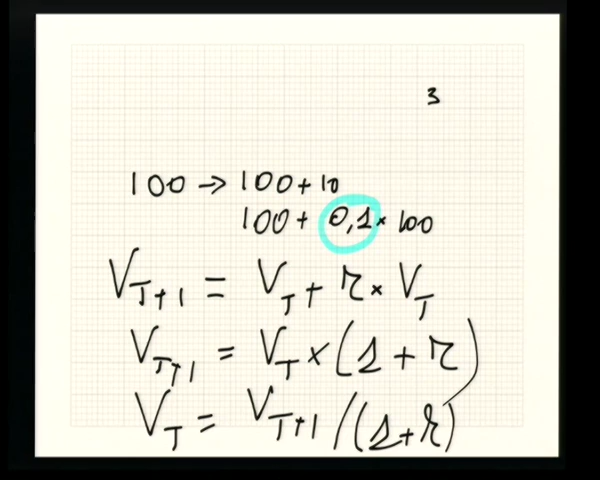 3
100 → 100 + 10
100 + 0,1 × 100
V_{T+1} = V_T + r × V_T
V_{T+1} = V_T × (1 + r)
V_T = V_{T+1} / (1 + r)